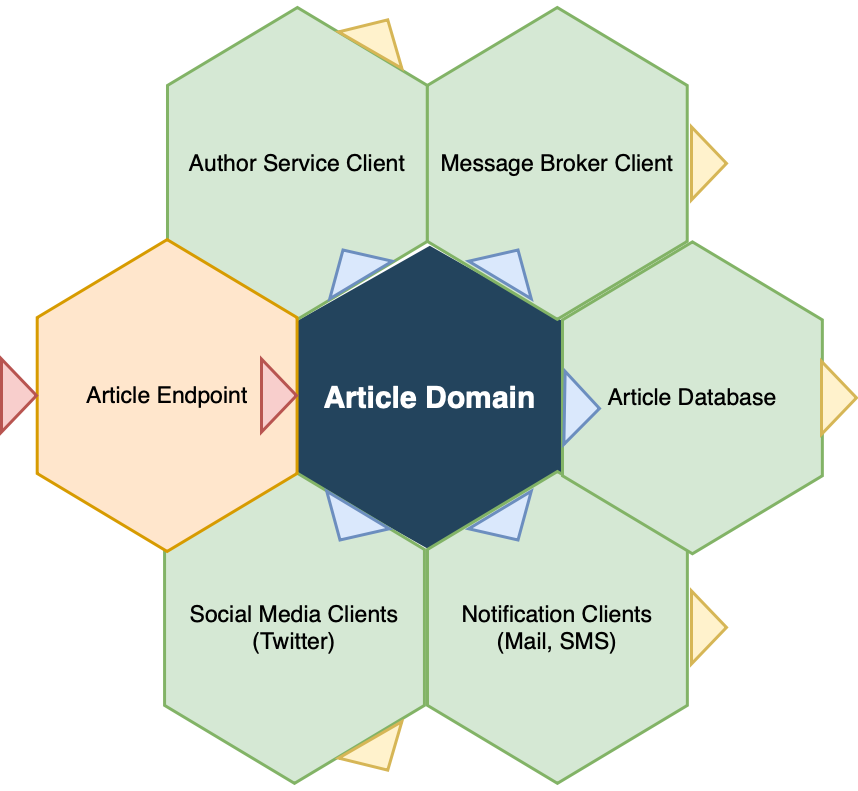 Author Service Client
Message Broker Client
Article Endpoint
Article Domain
Article Database
Social Media Clients
(Twitter)
Notification Clients
(Mail, SMS)